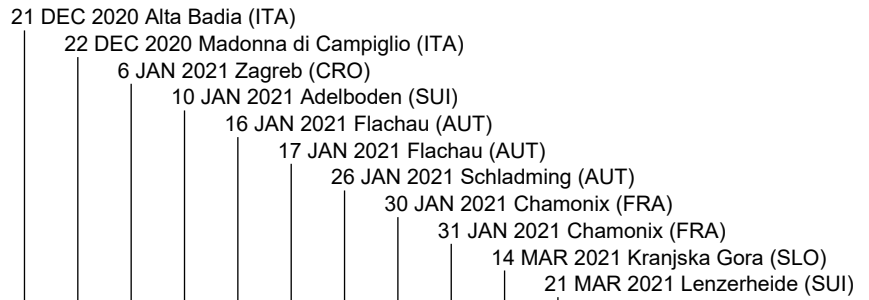 21 DEC 2020 Alta Badia (ITA)
22 DEC 2020 Madonna di Campiglio (ITA)
6 JAN 2021 Zagreb (CRO)
10 JAN 2021 Adelboden (SUI)
16 JAN 2021 Flachau (AUT)
17 JAN 2021 Flachau (AUT)
26 JAN 2021 Schladming (AUT)
30 JAN 2021 Chamonix (FRA)
31 JAN 2021 Chamonix (FRA)
14 MAR 2021 Kranjska Gora (SLO)
21 MAR 2021 Lenzerheide (SUI)